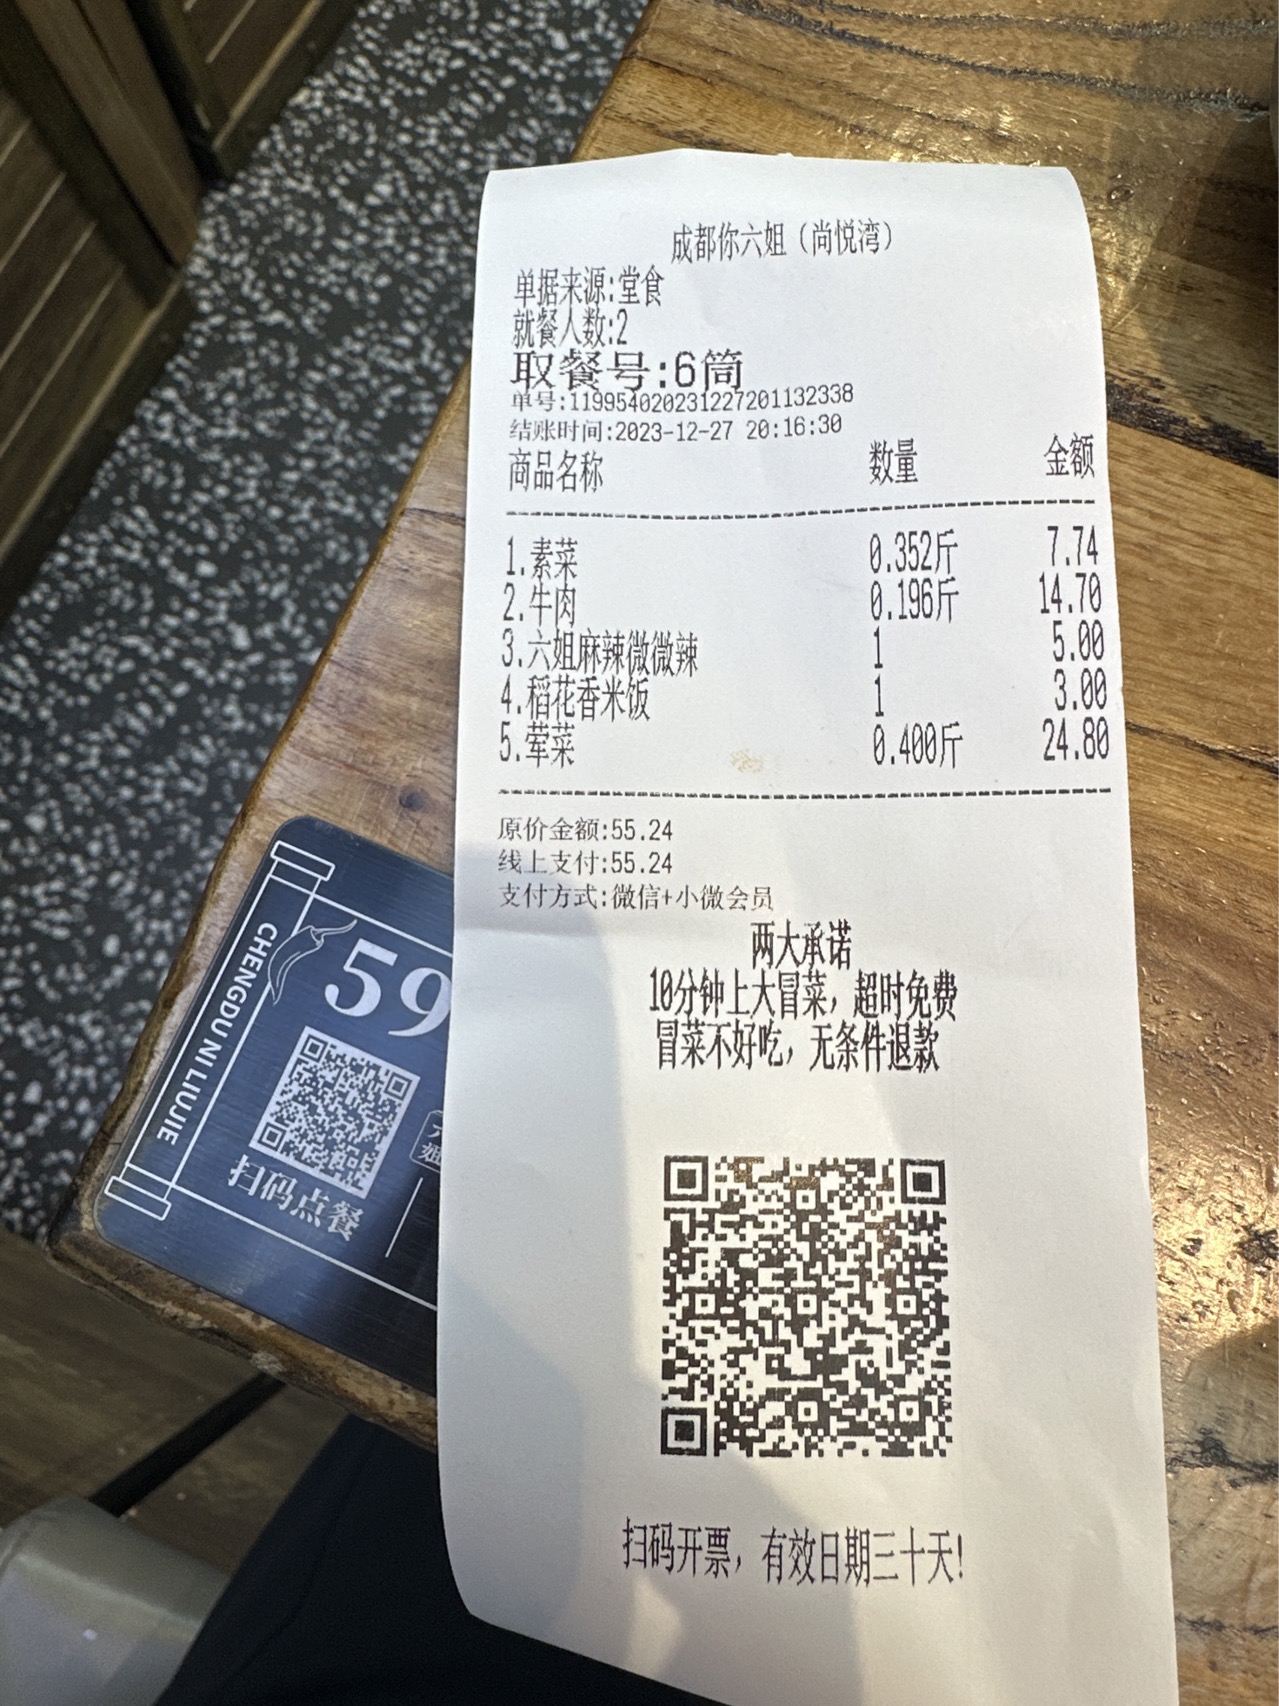 成都你六姐（尚悦湾）
单据来源:堂食
就餐人数:2
取餐号:6筒
单号:119954020231227201132338
结账时间:2023-12-27 20:16:30
商品名称 数量 金额
1.素菜 0.352斤 7.74
2.牛肉 0.196斤 14.70
3.六姐麻辣微微辣 1 5.00
4.稻花香米饭 1 3.00
5.荤菜 0.400斤 24.80
原价金额:55.24
线上支付:55.24
支付方式:微信+小微会员
两大承诺
10分钟上大冒菜，超时免费
冒菜不好吃，无条件退款
扫码开票，有效日期三十天!
CHENGDU NI LIUJIE
59
扫码点餐